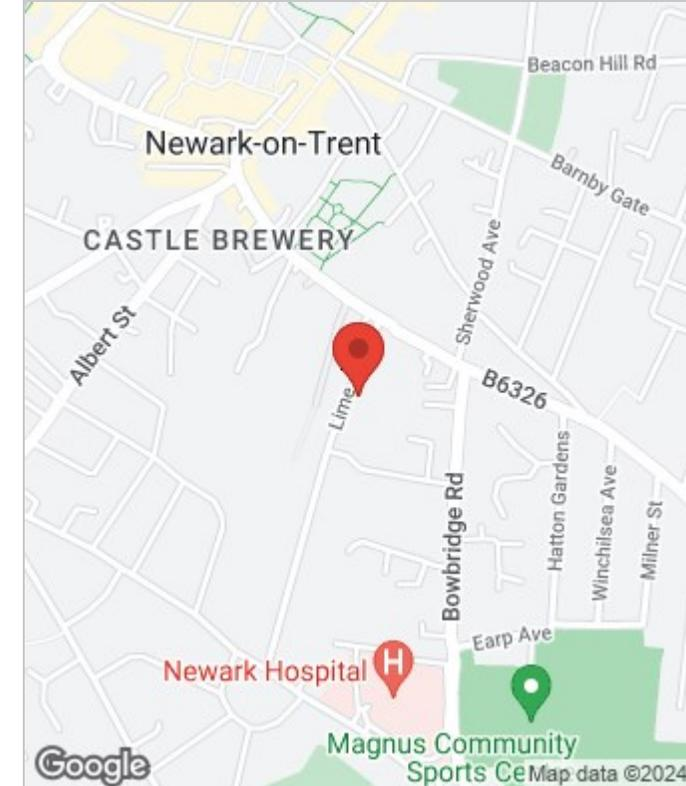 Beacon Hill Rd
Newark-on-Trent
Barnby Gate
CASTLE BREWERY
Sherwood Ave
Albert St
B6326
Lime
Hatton Gardens
Winchilsea Ave
Bowbridge Rd
Milner St
Earp Ave
Newark Hospital
H
Magnus Community
Sports Ce
Google
Map data ©2024